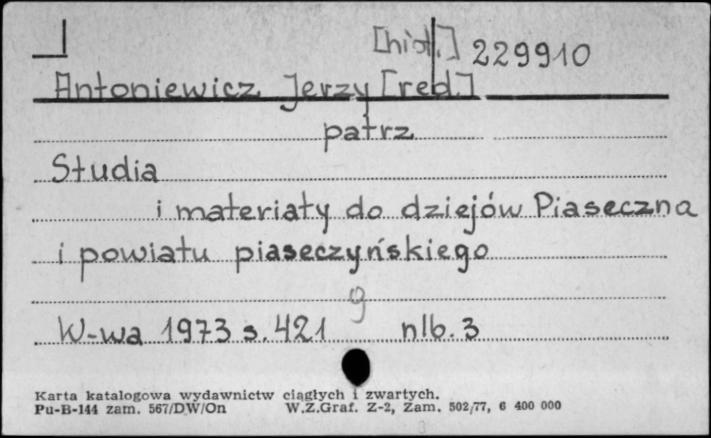 [hist.] 229910
Antoniewicz Jerzy [red.]
patrz
Studia
i materiały do dziejów Piaseczna
i powiatu piaseczyńskiego
g
W-wa 1973 s. 421 nlb. 3
Karta katalogowa wydawnictw ciągłych i zwartych.
Pu-B-144 zam. 567/DW/On W.Z.Graf. Z-2, Zam. 502/77, 6 400 000